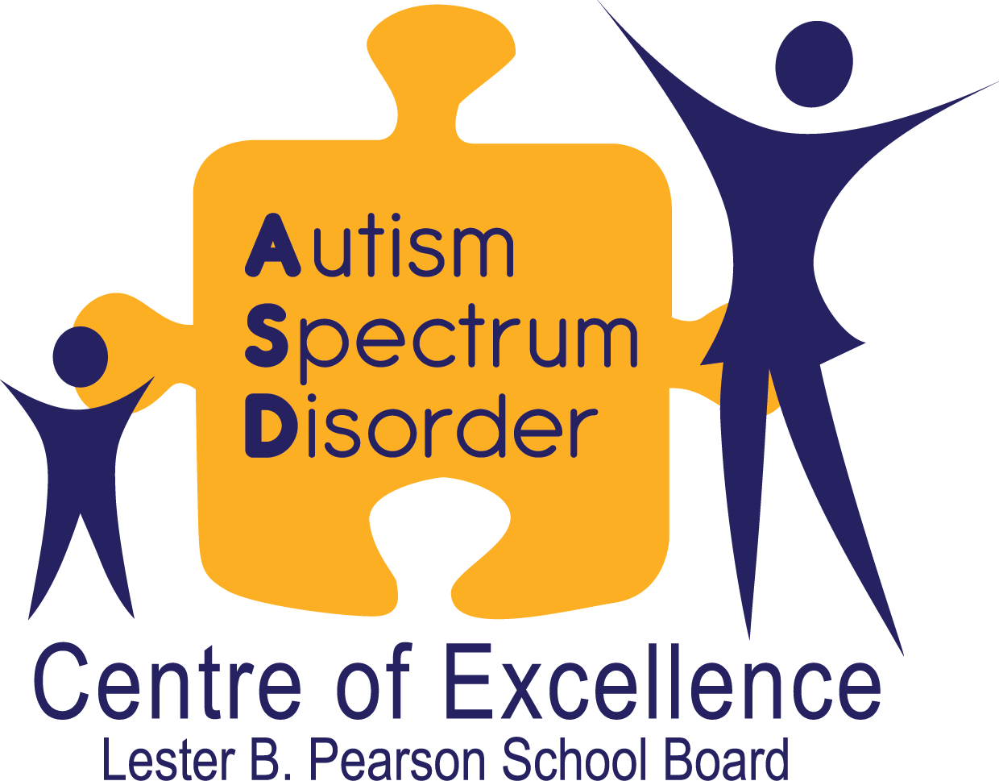 Autism
Spectrum
Disorder
Centre of Excellence
Lester B. Pearson School Board